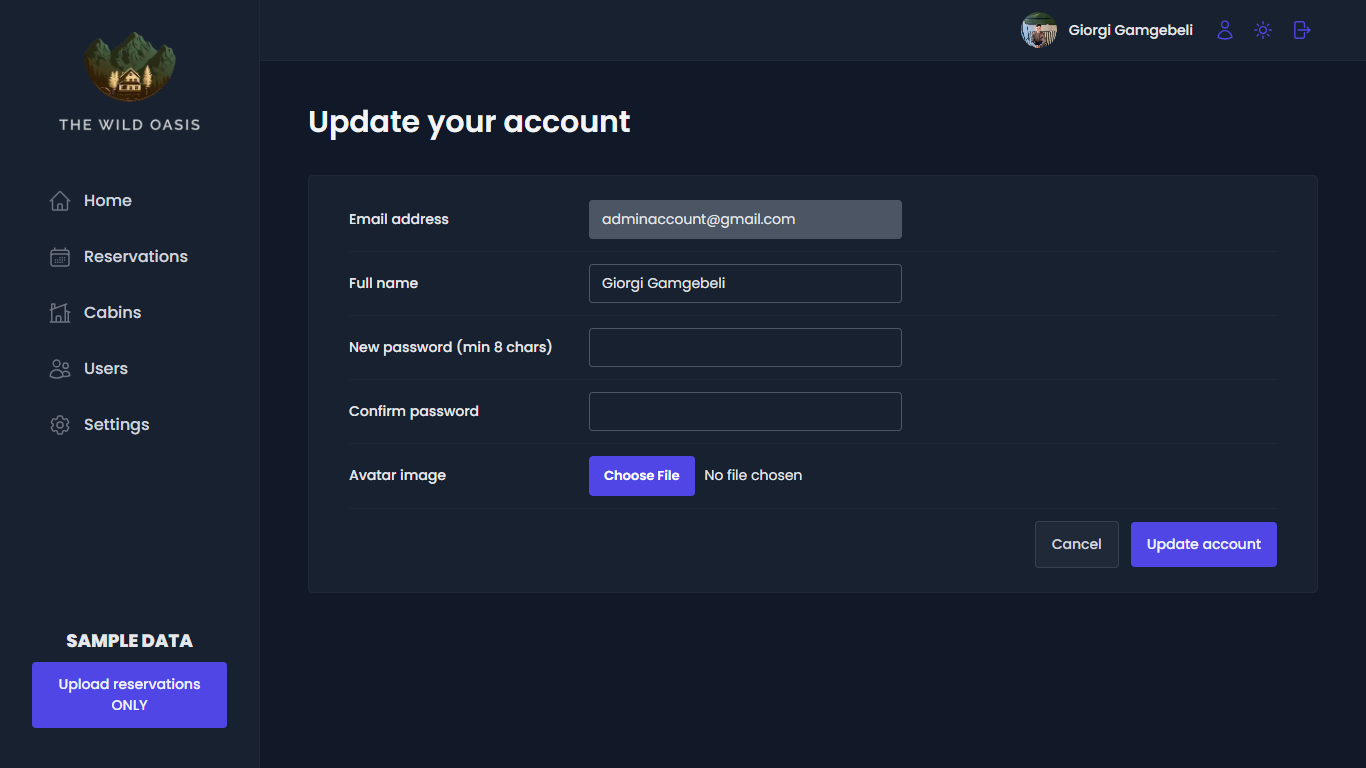 THE WILD OASIS
Home
Reservations
Cabins
Users
Settings
SAMPLE DATA
Upload reservations
ONLY
Giorgi Gamgebeli
Update your account
Email address
adminaccount@gmail.com
Full name
Giorgi Gamgebeli
New password (min 8 chars)
Confirm password
Avatar image
Choose File No file chosen
Cancel
Update account